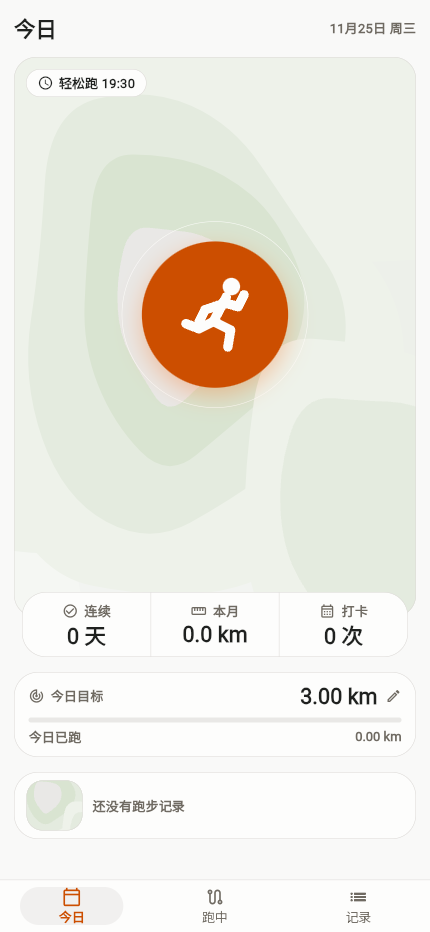 今日
11月25日 周三
轻松跑 19:30
连续
0 天
本月
0.0 km
打卡
0 次
今日目标
3.00 km
今日已跑
0.00 km
还没有跑步记录
今日
跑中
记录